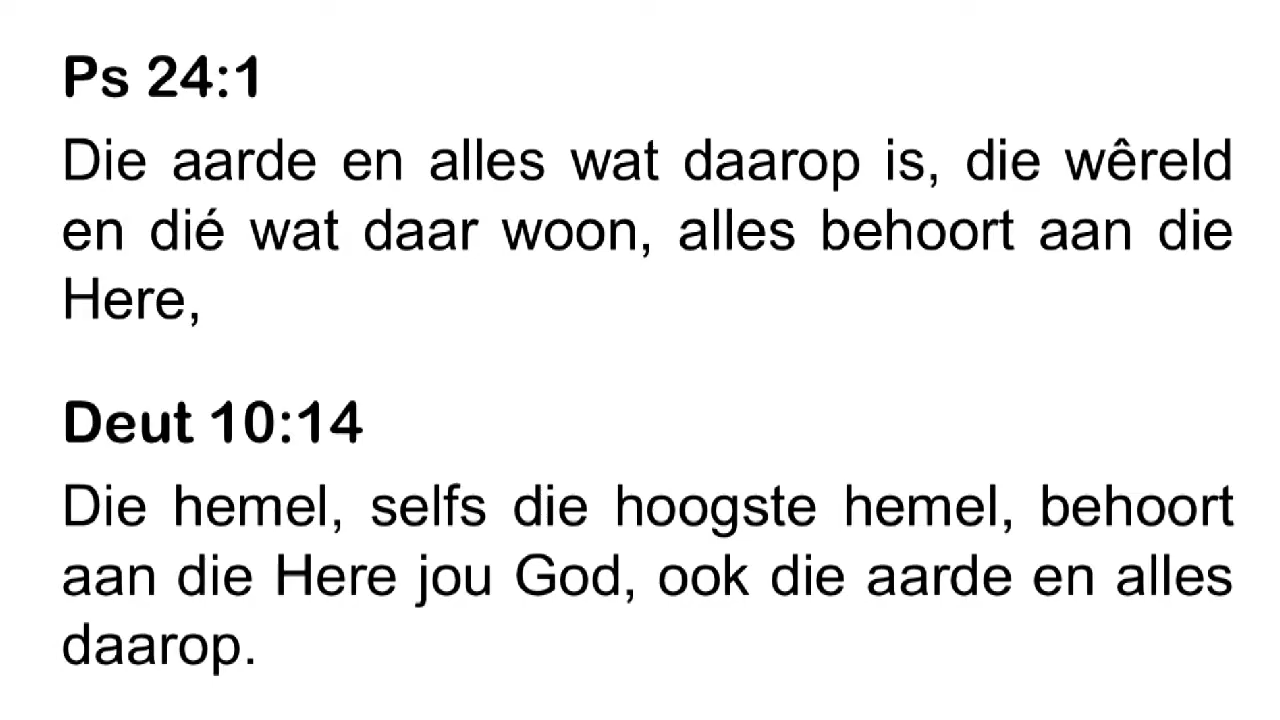 Ps 24:1
Die aarde en alles wat daarop is, die wêreld
en dié wat daar woon, alles behoort aan die
Here,
Deut 10:14
Die hemel, selfs die hoogste hemel, behoort
aan die Here jou God, ook die aarde en alles
daarop.